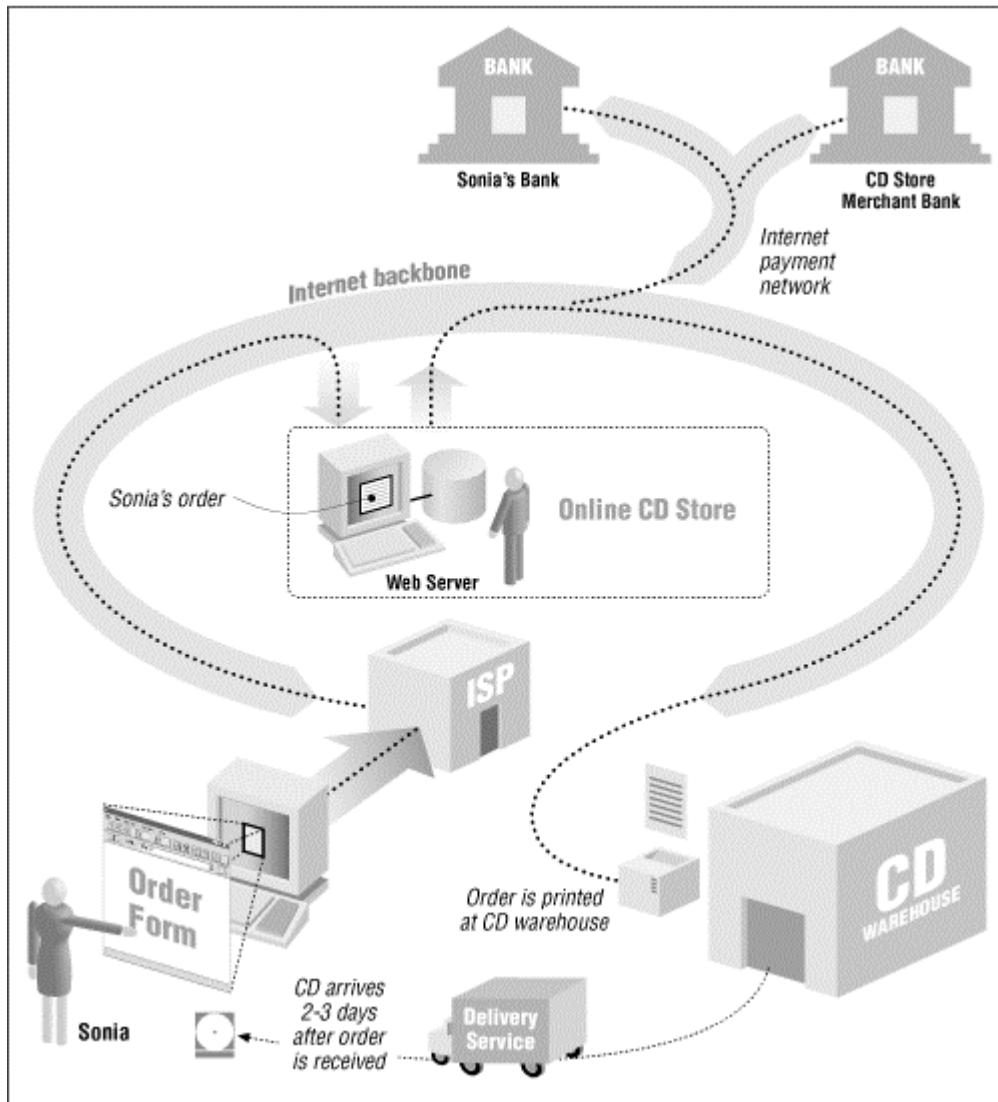 BANK
BANK
Sonia's Bank
CD Store
Merchant Bank
Internet
payment
network
Internet backbone
Sonia's order
Online CD Store
Web Server
ISP
Order
Form
Order is printed
at CD warehouse
CD
WAREHOUSE
Sonia
CD arrives
2-3 days
after order
is received
Delivery
Service